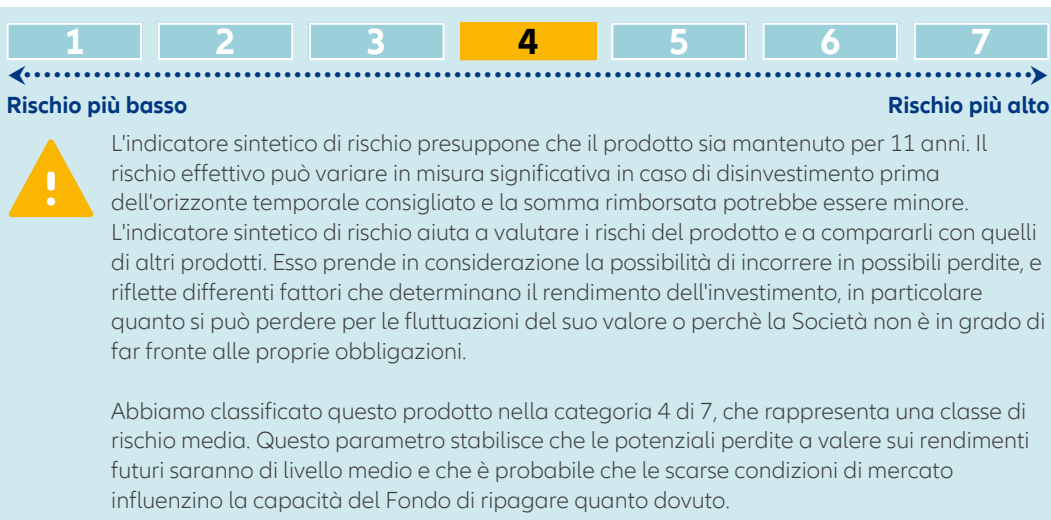 1 2 3 4 5 6 7
Rischio più basso Rischio più alto
L'indicatore sintetico di rischio presuppone che il prodotto sia mantenuto per 11 anni. Il
rischio effettivo può variare in misura significativa in caso di disinvestimento prima
dell'orizzonte temporale consigliato e la somma rimborsata potrebbe essere minore.
L'indicatore sintetico di rischio aiuta a valutare i rischi del prodotto e a compararli con quelli
di altri prodotti. Esso prende in considerazione la possibilità di incorrere in possibili perdite, e
riflette differenti fattori che determinano il rendimento dell'investimento, in particolare
quanto si può perdere per le fluttuazioni del suo valore o perchè la Società non è in grado di
far fronte alle proprie obbligazioni.
Abbiamo classificato questo prodotto nella categoria 4 di 7, che rappresenta una classe di
rischio media. Questo parametro stabilisce che le potenziali perdite a valere sui rendimenti
futuri saranno di livello medio e che è probabile che le scarse condizioni di mercato
influenzino la capacità del Fondo di ripagare quanto dovuto.